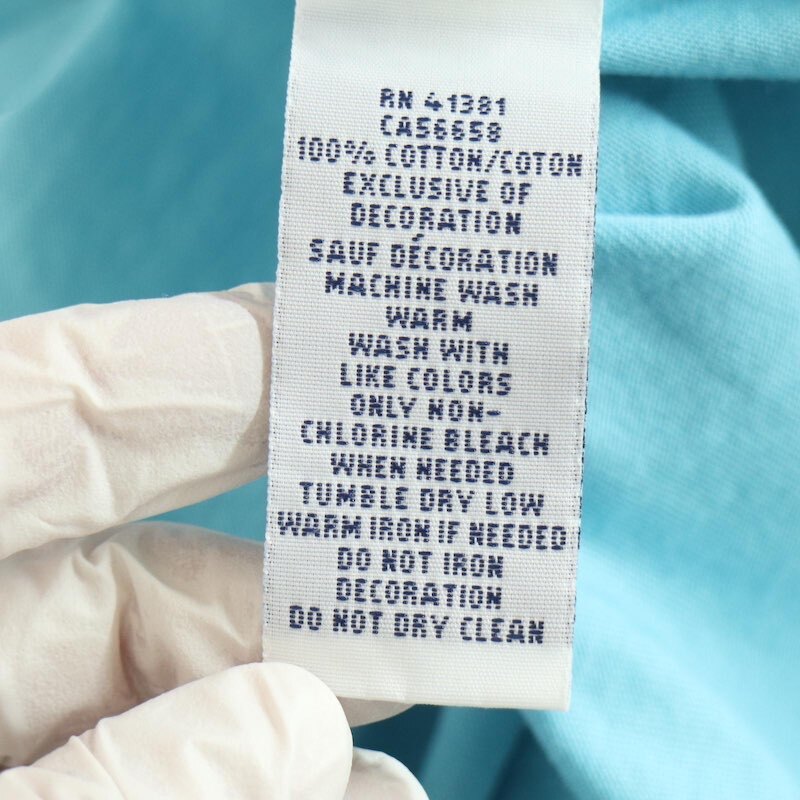 RN 41381
CA56658
100% COTTON/COTON
EXCLUSIVE OF
DECORATION
SAUF DÉCORATION
MACHINE WASH
WARM
WASH WITH
LIKE COLORS
ONLY NON-
CHLORINE BLEACH
WHEN NEEDED
TUMBLE DRY LOW
WARM IRON IF NEEDED
DO NOT IRON
DECORATION
DO NOT DRY CLEAN